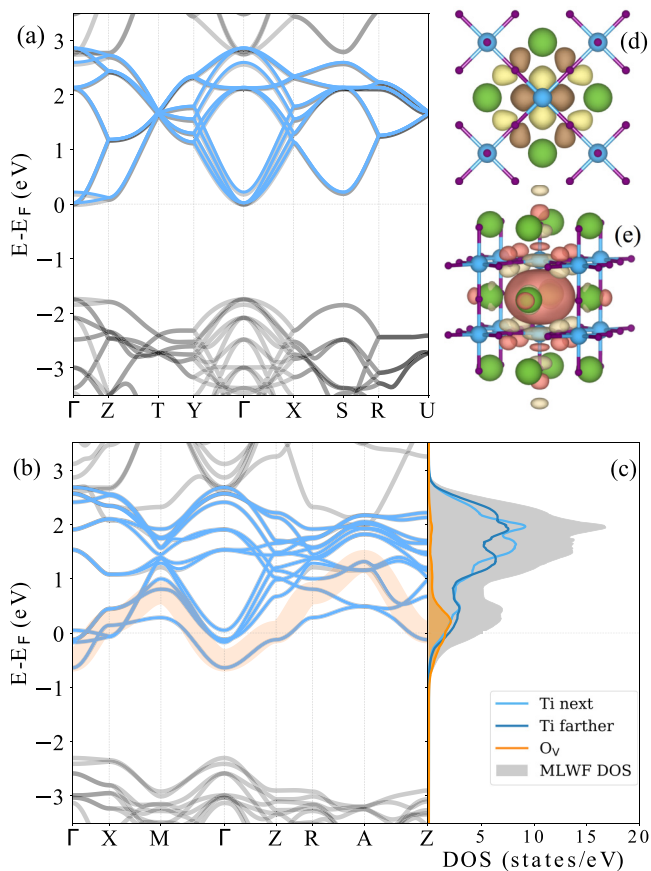 (a)
(d)
3
2
1
0
−1
−2
−3
E-E_F (eV)
Γ Z T Y Γ X S R U
(e)
(b)
(c)
3
2
1
0
−1
−2
−3
E-E_F (eV)
Ti next
Ti farther
O_V
MLWF DOS
Γ X M Γ Z R A Z
5 10 15 20
DOS (states/eV)